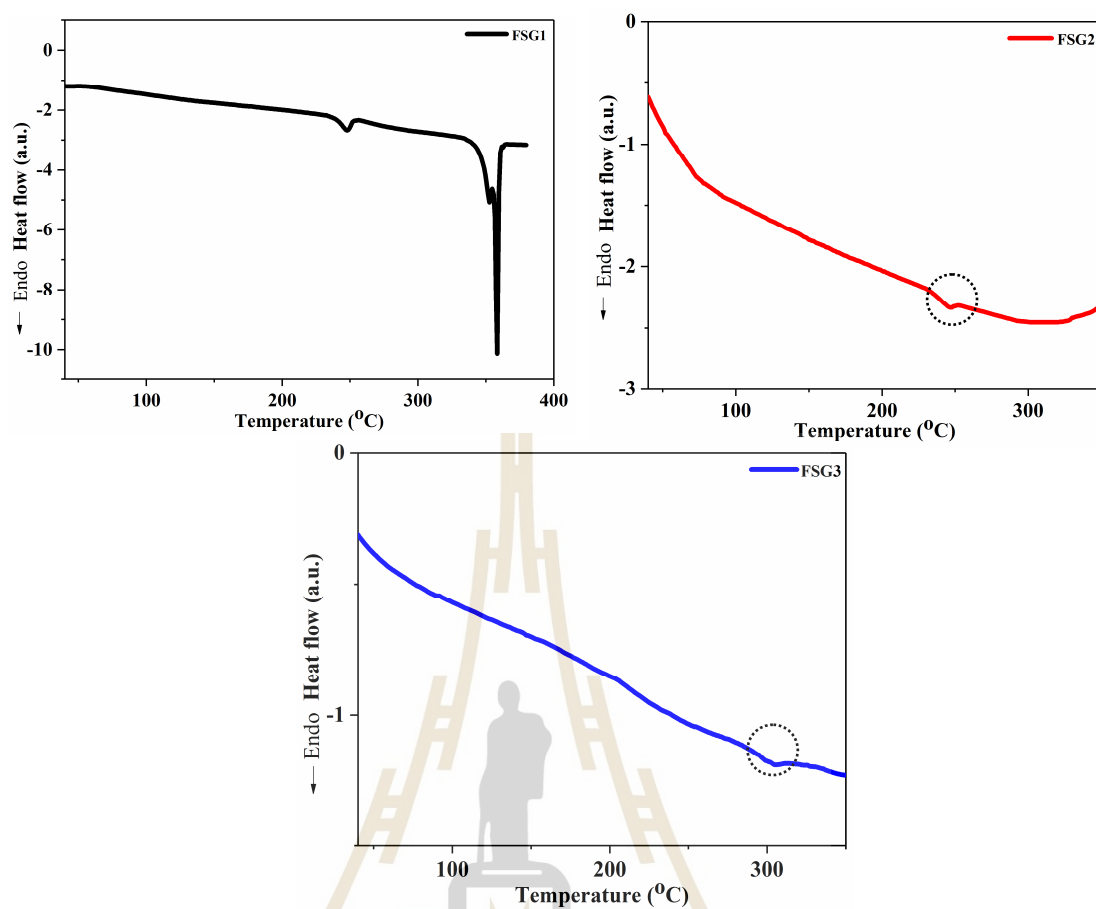 FSG1
0
-2
-4
-6
-8
-10
← Endo Heat flow (a.u.)
100 200 300 400
Temperature (°C)
FSG2
0
-1
-2
-3
← Endo Heat flow (a.u.)
100 200 300
Temperature (°C)
FSG3
0
-1
← Endo Heat flow (a.u.)
100 200 300
Temperature (°C)